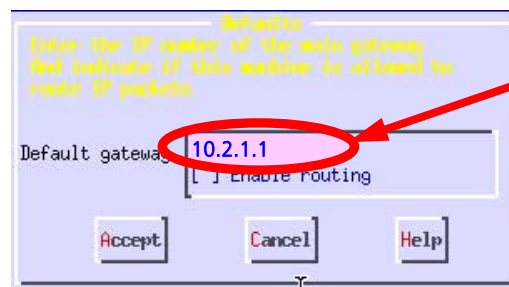 Defaults
Enter the IP number of the main gateway
And indicate if this machine is allowed to
route IP packets
Default gateway 10.2.1.1
[ ] Enable routing
Accept Cancel Help